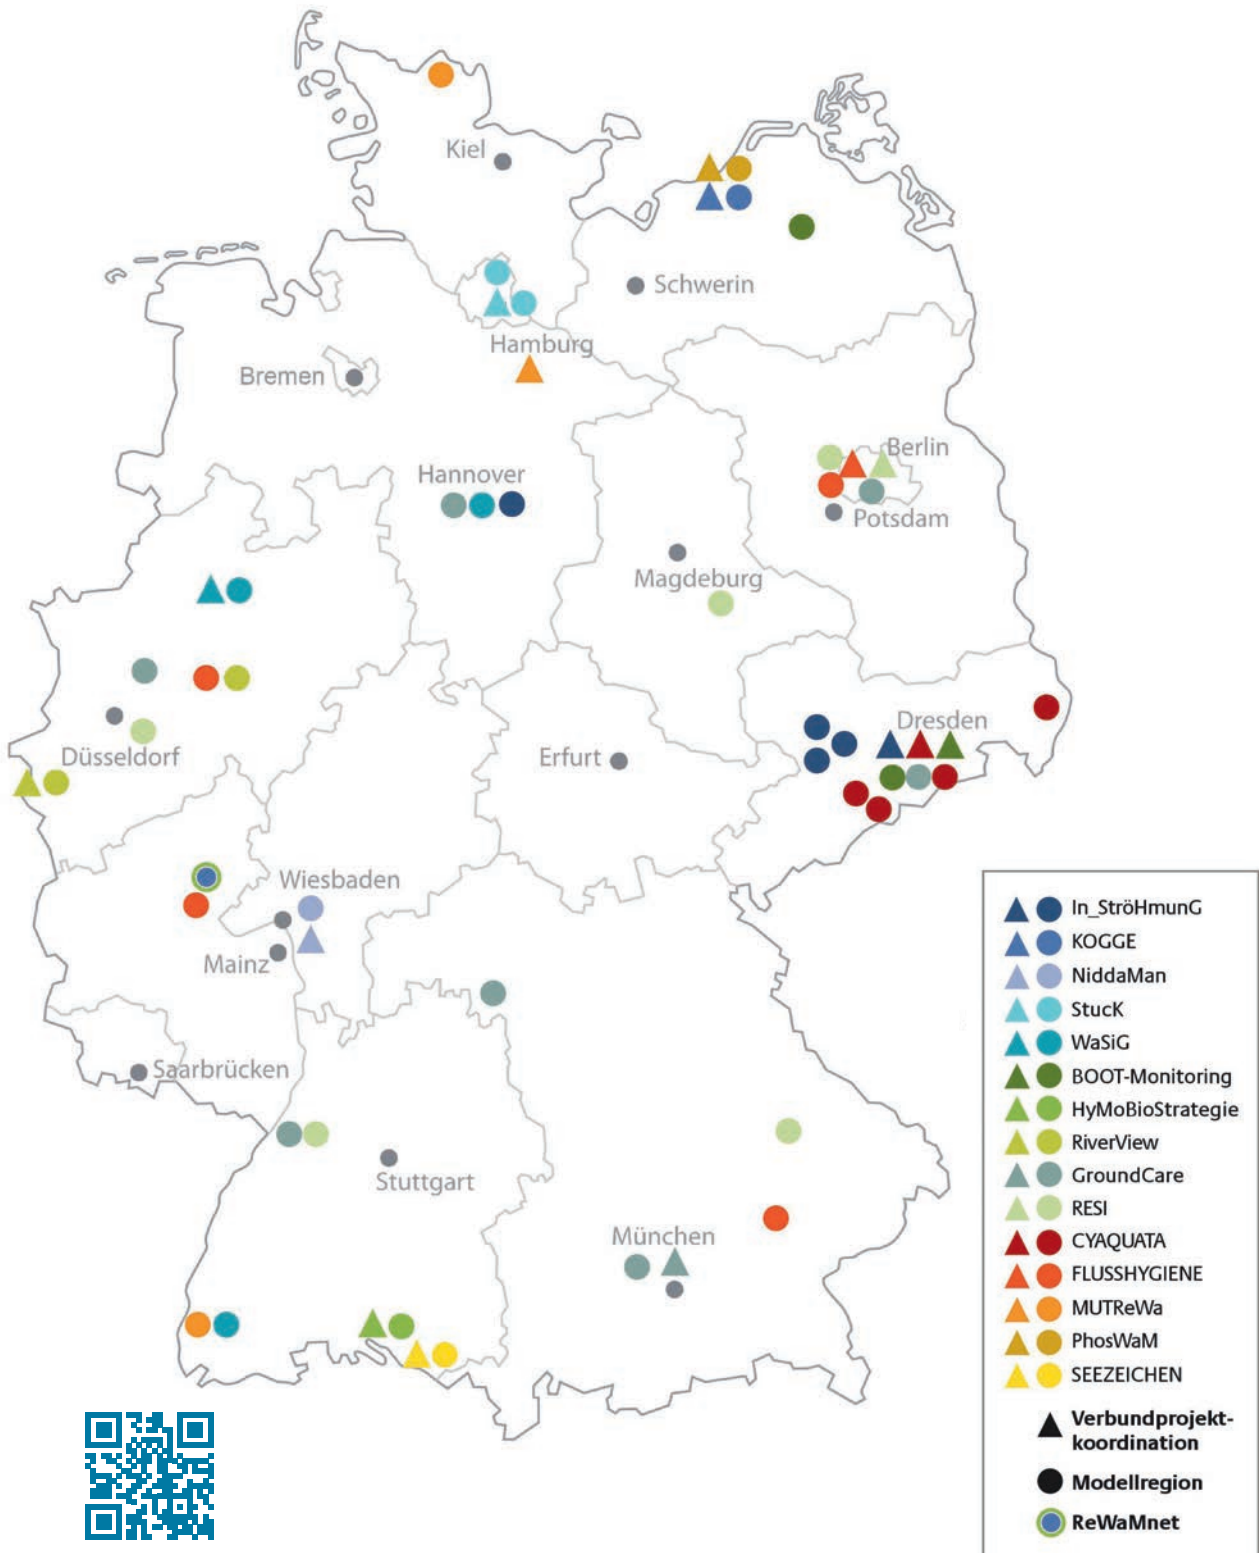 Kiel
Schwerin
Hamburg
Bremen
Berlin
Hannover
Potsdam
Magdeburg
Dresden
Düsseldorf
Erfurt
Wiesbaden
Mainz
Saarbrücken
Stuttgart
München
In_StröHmunG
KOGGE
NiddaMan
StucK
WaSiG
BOOT-Monitoring
HyMoBioStrategie
RiverView
GroundCare
RESI
CYAQUATA
FLUSSHYGIENE
MUTReWa
PhosWaM
SEEZEICHEN
Verbundprojekt-
koordination
Modellregion
ReWaMnet